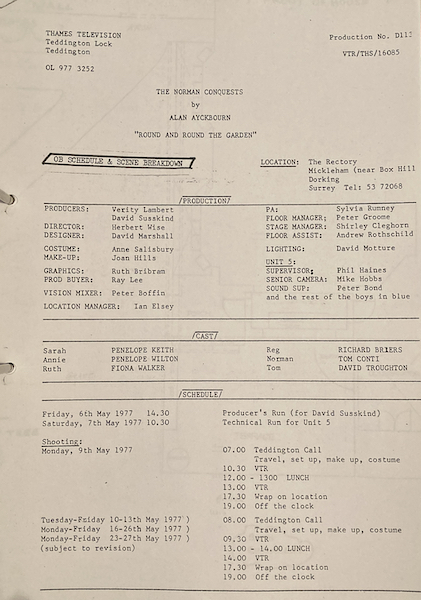 THAMES TELEVISION
Teddington Lock
Teddington
OL 977 3252
Production No. D113
VTR/THS/16085
THE NORMAN CONQUESTS
by
ALAN AYCKBOURN
"ROUND AND ROUND THE GARDEN"
OB SCHEDULE & SCENE BREAKDOWN
LOCATION: The Rectory
Mickleham (near Box Hill
Dorking
Surrey Tel: 53 72068
/PRODUCTION/
PRODUCERS: Verity Lambert
David Susskind
DIRECTOR: Herbert Wise
DESIGNER: David Marshall
COSTUME: Anne Salisbury
MAKE-UP: Joan Hills
GRAPHICS: Ruth Bribram
PROD BUYER: Ray Lee
VISION MIXER: Peter Boffin
LOCATION MANAGER: Ian Elsey
PA: Sylvia Rumney
FLOOR MANAGER; Peter Groome
STAGE MANAGER: Shirley Cleghorn
FLOOR ASSIST: Andrew Rothschild
LIGHTING: David Motture
UNIT 5:
SUPERVISOR; Phil Haines
SENIOR CAMERA: Mike Hobbs
SOUND SUP: Peter Bond
and the rest of the boys in blue
/CAST/
Sarah PENELOPE KEITH
Annie PENELOPE WILTON
Ruth FIONA WALKER
Reg RICHARD BRIERS
Norman TOM CONTI
Tom DAVID TROUGHTON
/SCHEDULE/
Friday, 6th May 1977 14.30 Producer's Run (for David Susskind)
Saturday, 7th May 1977 10.30 Technical Run for Unit 5
Shooting:
Monday, 9th May 1977 07.00 Teddington Call
Travel, set up, make up, costume
10.30 VTR
12.00 - 1300 LUNCH
13.00 VTR
17.30 Wrap on location
19.00 Off the clock
Tuesday-Friday 10-13th May 1977 ) 08.00 Teddington Call
Monday-Friday 16-26th May 1977 ) Travel, set up, make up, costume
Monday-Friday 23-27th May 1977 ) 09.30 VTR
(subject to revision) 13.00 - 14.00 LUNCH
14.00 VTR
17.30 Wrap on location
19.00 Off the clock